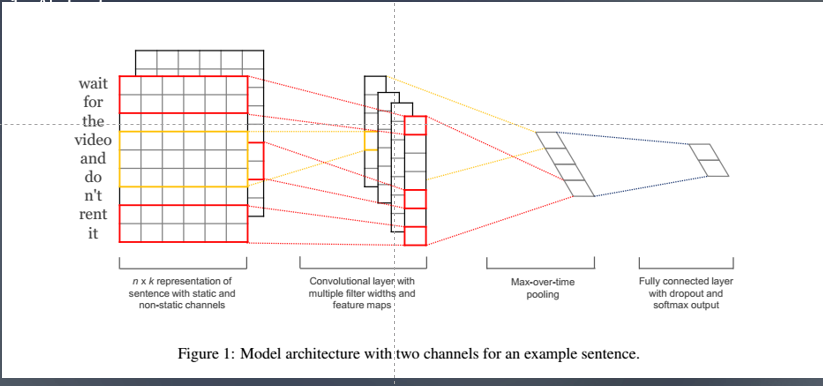 wait
for
the
video
and
do
n't
rent
it
n x k representation of
sentence with static and
non-static channels
Convolutional layer with
multiple filter widths and
feature maps
Max-over-time
pooling
Fully connected layer
with dropout and
softmax output
Figure 1: Model architecture with two channels for an example sentence.